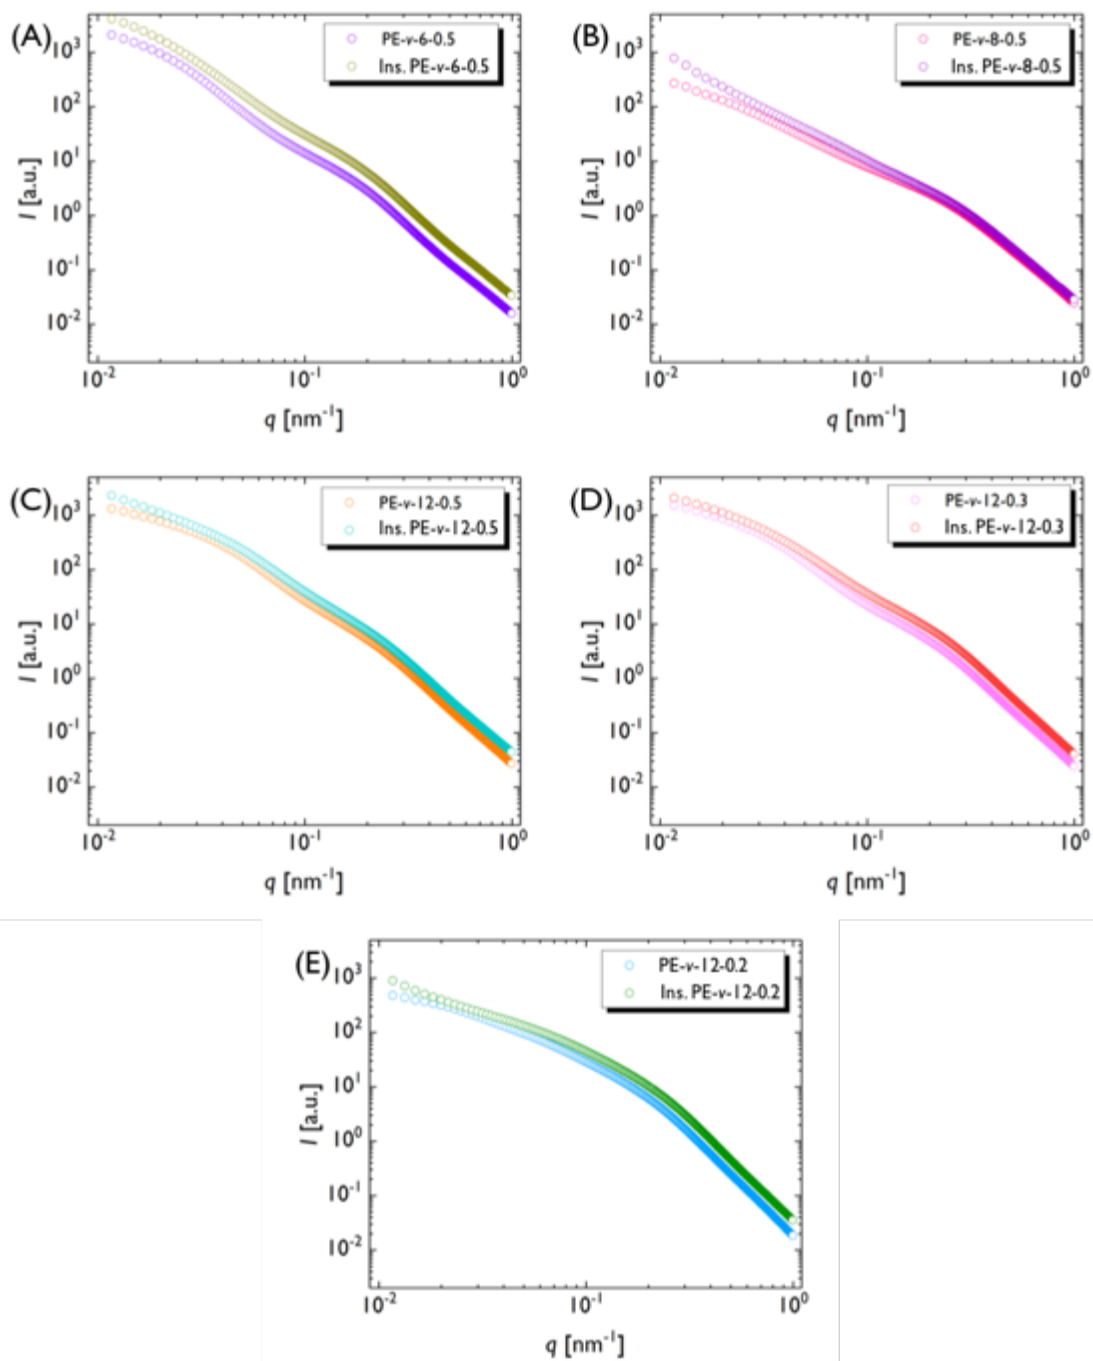 (A)
PE-v-6-0.5
Ins. PE-v-6-0.5
10³
10²
10¹
10⁰
10⁻¹
10⁻²
I [a.u.]
10⁻²
10⁻¹
10⁰
q [nm⁻¹]
(B)
PE-v-8-0.5
Ins. PE-v-8-0.5
10³
10²
10¹
10⁰
10⁻¹
10⁻²
I [a.u.]
10⁻²
10⁻¹
10⁰
q [nm⁻¹]
(C)
PE-v-12-0.5
Ins. PE-v-12-0.5
10³
10²
10¹
10⁰
10⁻¹
10⁻²
I [a.u.]
10⁻²
10⁻¹
10⁰
q [nm⁻¹]
(D)
PE-v-12-0.3
Ins. PE-v-12-0.3
10³
10²
10¹
10⁰
10⁻¹
10⁻²
I [a.u.]
10⁻²
10⁻¹
10⁰
q [nm⁻¹]
(E)
PE-v-12-0.2
Ins. PE-v-12-0.2
10³
10²
10¹
10⁰
10⁻¹
10⁻²
I [a.u.]
10⁻²
10⁻¹
10⁰
q [nm⁻¹]